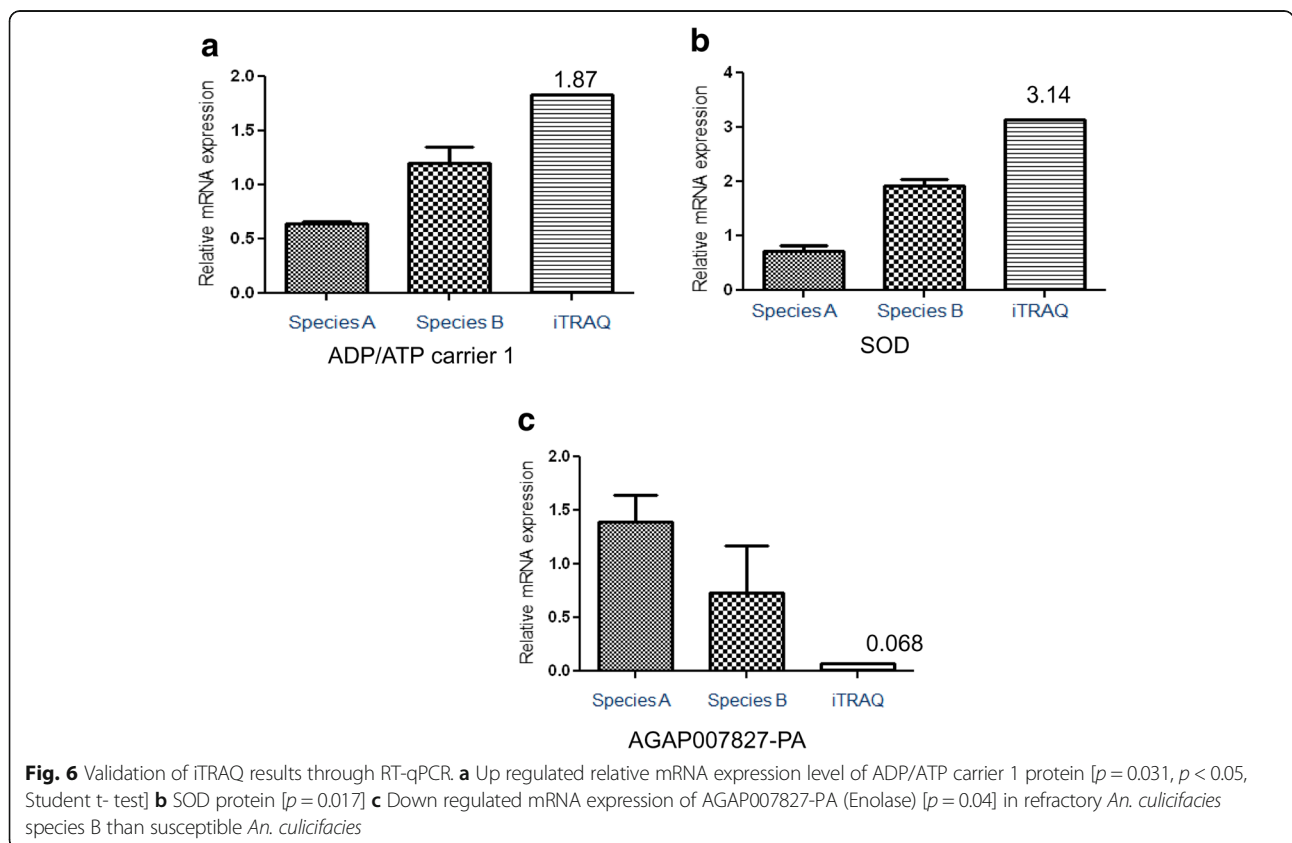 a
Relative mRNA expression
2.0
1.5
1.0
0.5
0.0
1.87
Species A
Species B
iTRAQ
ADP/ATP carrier 1
b
Relative mRNA expression
4
3
2
1
0
3.14
Species A
Species B
iTRAQ
SOD
c
Relative mRNA expression
2.0
1.5
1.0
0.5
0.0
0.068
Species A
Species B
iTRAQ
AGAP007827-PA
Fig. 6 Validation of iTRAQ results through RT-qPCR. a Up regulated relative mRNA expression level of ADP/ATP carrier 1 protein [p = 0.031, p < 0.05,
Student t- test] b SOD protein [p = 0.017] c Down regulated mRNA expression of AGAP007827-PA (Enolase) [p = 0.04] in refractory An. culicifacies
species B than susceptible An. culicifacies